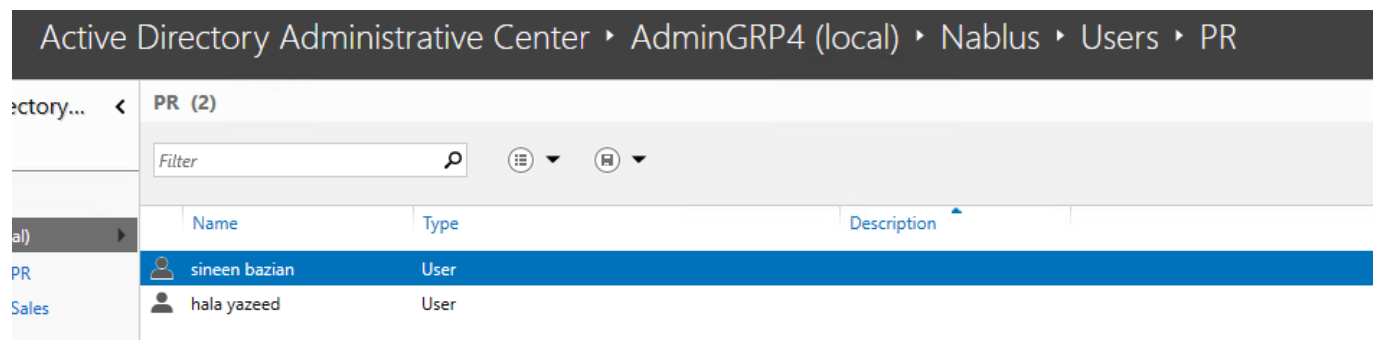 Active Directory Administrative Center ‣ AdminGRP4 (local) ‣ Nablus ‣ Users ‣ PR
ectory... PR (2)
Filter
Name Type Description
al)
PR sineen bazian User
Sales hala yazeed User